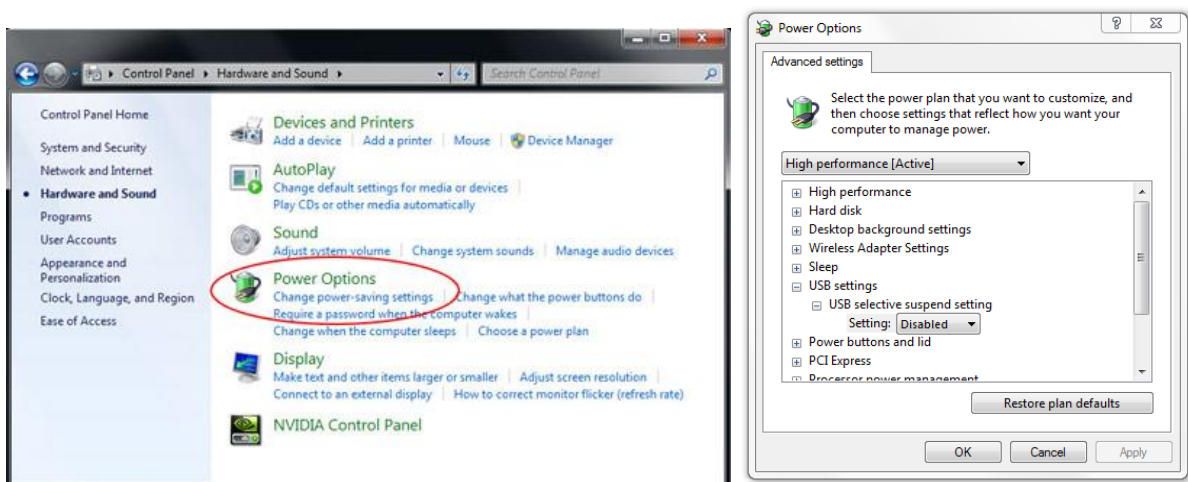 Control Panel ▸ Hardware and Sound ▸
Search Control Panel
Control Panel Home
System and Security
Network and Internet
Hardware and Sound
Programs
User Accounts
Appearance and
Personalization
Clock, Language, and Region
Ease of Access
Devices and Printers
Add a device | Add a printer | Mouse | Device Manager
AutoPlay
Change default settings for media or devices |
Play CDs or other media automatically
Sound
Adjust system volume | Change system sounds | Manage audio devices
Power Options
Change power-saving settings | Change what the power buttons do |
Require a password when the computer wakes |
Change when the computer sleeps | Choose a power plan
Display
Make text and other items larger or smaller | Adjust screen resolution |
Connect to an external display | How to correct monitor flicker (refresh rate)
NVIDIA Control Panel
Power Options
Advanced settings
Select the power plan that you want to customize, and
then choose settings that reflect how you want your
computer to manage power.
High performance [Active]
High performance
Hard disk
Desktop background settings
Wireless Adapter Settings
Sleep
USB settings
USB selective suspend setting
Setting: Disabled
Power buttons and lid
PCI Express
Processor power management
Restore plan defaults
OK Cancel Apply